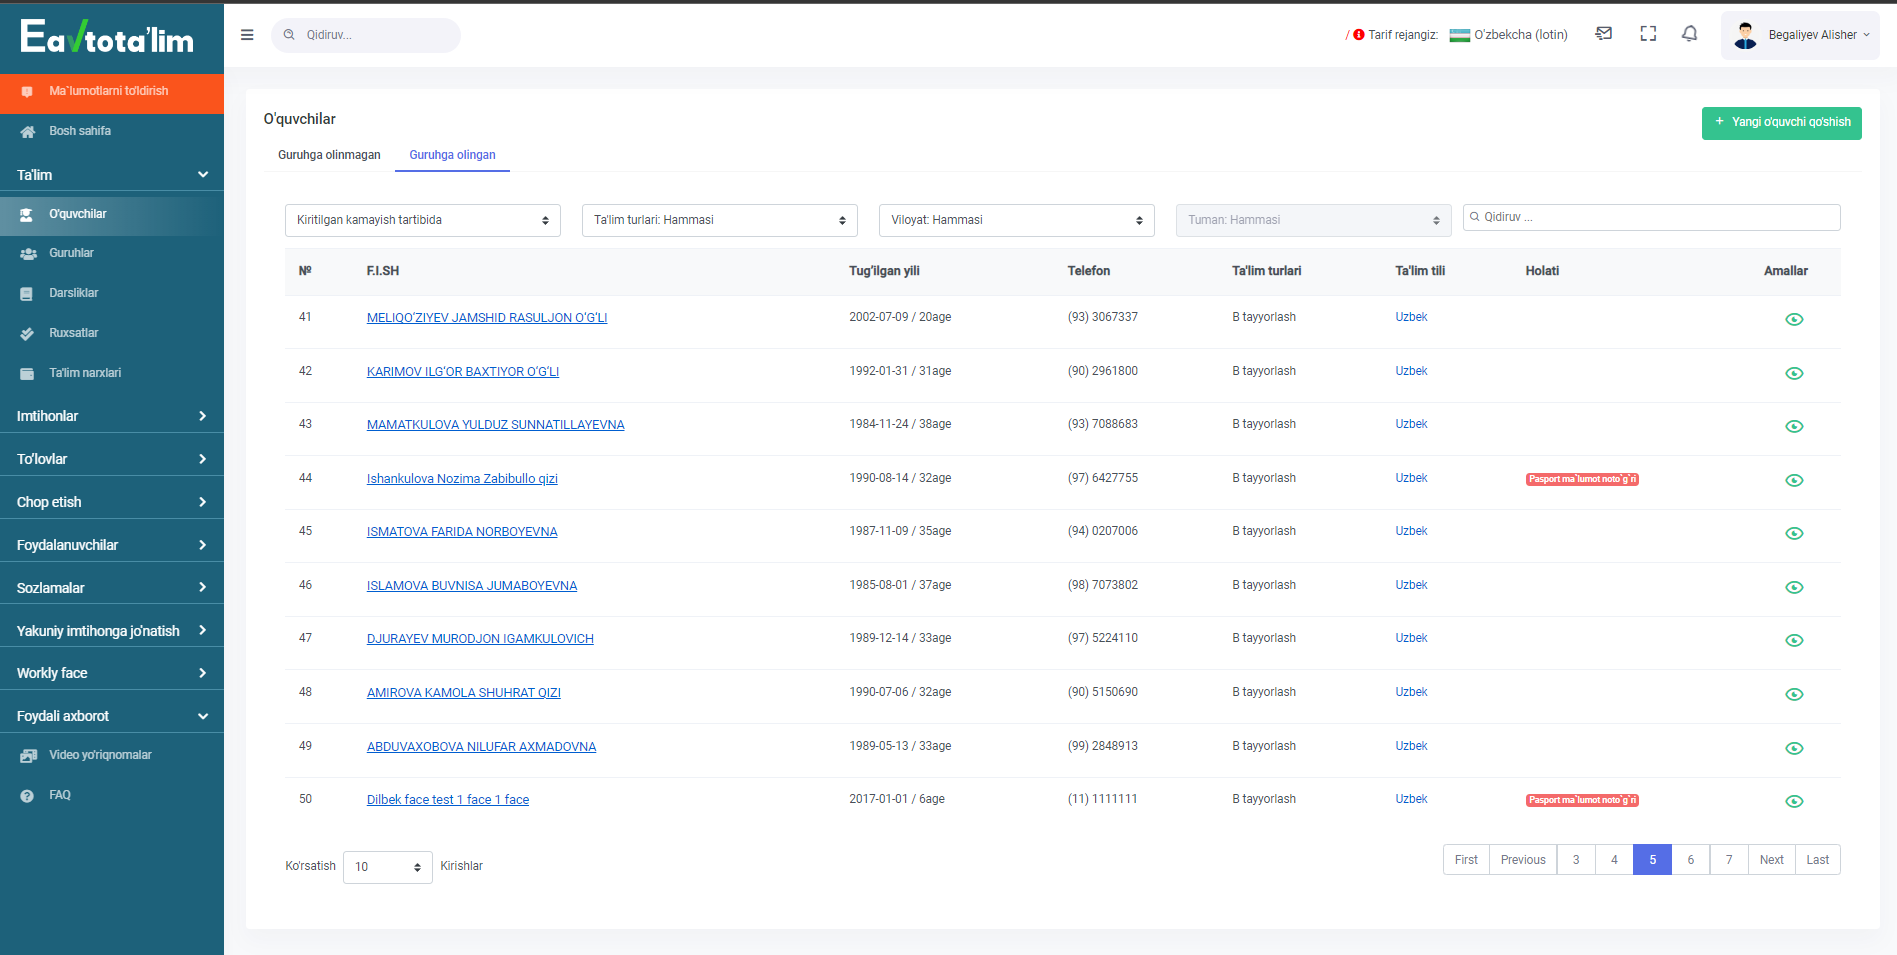 Eavtota'lim
Qidiruv...
/ Tarif rejangiz:
O'zbekcha (lotin)
Begaliyev Alisher
Ma`lumotlarni to'ldirish
Bosh sahifa
Ta'lim
O'quvchilar
Guruhlar
Darsliklar
Ruxsatlar
Ta'lim narxlari
Imtihonlar
To'lovlar
Chop etish
Foydalanuvchilar
Sozlamalar
Yakuniy imtihonga jo'natish
Workly face
Foydali axborot
Video yo'riqnomalar
FAQ
O'quvchilar
+ Yangi o'quvchi qo'shish
Guruhga olinmagan Guruhga olingan
Kiritilgan kamayish tartibida Ta'lim turlari: Hammasi Viloyat: Hammasi Tuman: Hammasi Qidiruv ...
№ F.I.SH Tug'ilgan yili Telefon Ta'lim turlari Ta'lim tili Holati Amallar
41 MELIQO'ZIYEV JAMSHID RASULJON O'G'LI 2002-07-09 / 20age (93) 3067337 B tayyorlash Uzbek
42 KARIMOV ILG'OR BAXTIYOR O'G'LI 1992-01-31 / 31age (90) 2961800 B tayyorlash Uzbek
43 MAMATKULOVA YULDUZ SUNNATILLAYEVNA 1984-11-24 / 38age (93) 7088683 B tayyorlash Uzbek
44 Ishankulova Nozima Zabibullo qizi 1990-08-14 / 32age (97) 6427755 B tayyorlash Uzbek Pasport ma`lumot noto`g`ri
45 ISMATOVA FARIDA NORBOYEVNA 1987-11-09 / 35age (94) 0207006 B tayyorlash Uzbek
46 ISLAMOVA BUVNISA JUMABOYEVNA 1985-08-01 / 37age (98) 7073802 B tayyorlash Uzbek
47 DJURAYEV MURODJON IGAMKULOVICH 1989-12-14 / 33age (97) 5224110 B tayyorlash Uzbek
48 AMIROVA KAMOLA SHUHRAT QIZI 1990-07-06 / 32age (90) 5150690 B tayyorlash Uzbek
49 ABDUVAXOBOVA NILUFAR AXMADOVNA 1989-05-13 / 33age (99) 2848913 B tayyorlash Uzbek
50 Dilbek face test 1 face 1 face 2017-01-01 / 6age (11) 1111111 B tayyorlash Uzbek Pasport ma`lumot noto`g`ri
Ko'rsatish 10 Kirishlar
First Previous 3 4 5 6 7 Next Last